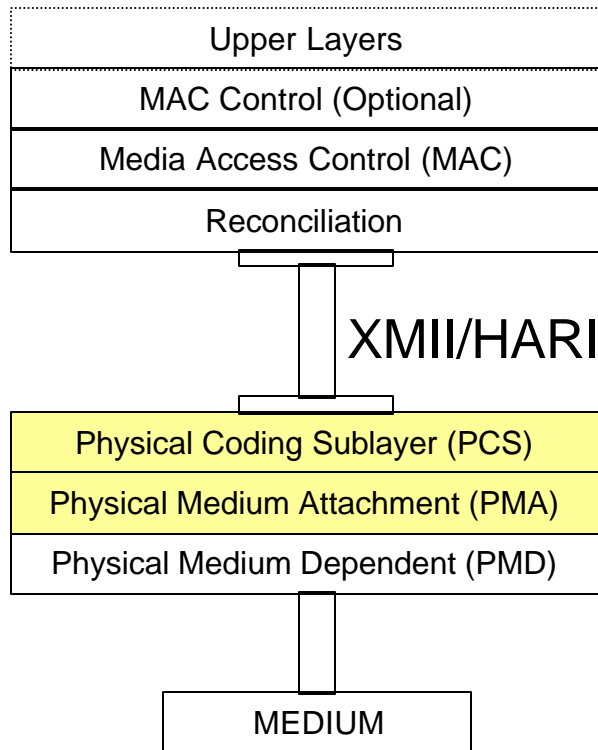 Upper Layers
MAC Control (Optional)
Media Access Control (MAC)
Reconciliation
XMII/HARI
Physical Coding Sublayer (PCS)
Physical Medium Attachment (PMA)
Physical Medium Dependent (PMD)
MEDIUM